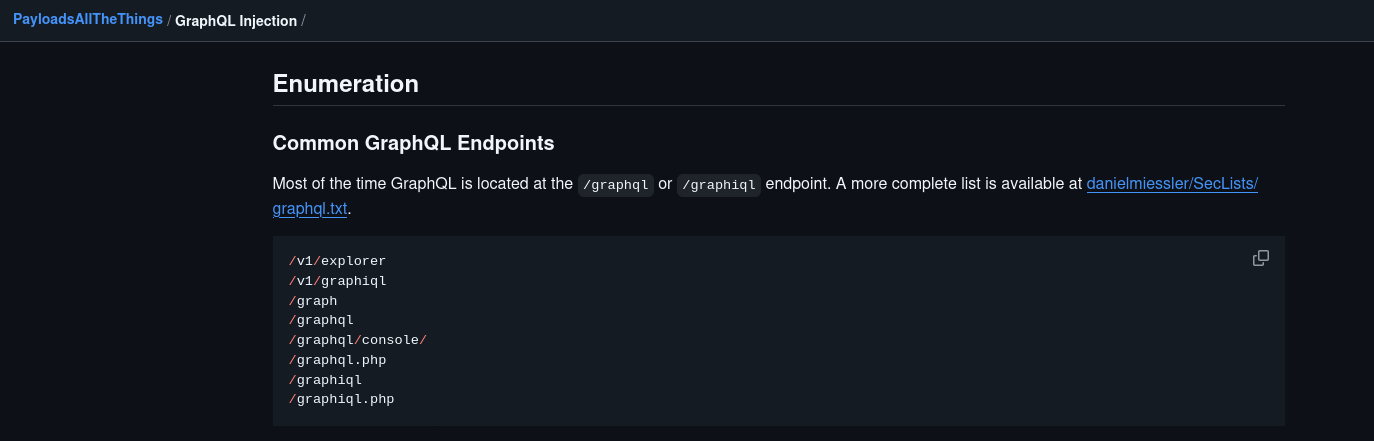 PayloadsAllTheThings / GraphQL Injection /
Enumeration
Common GraphQL Endpoints
Most of the time GraphQL is located at the /graphql or /graphiql endpoint. A more complete list is available at danielmiessler/SecLists/
graphql.txt.
/v1/explorer
/v1/graphiql
/graph
/graphql
/graphql/console/
/graphql.php
/graphiql
/graphiql.php